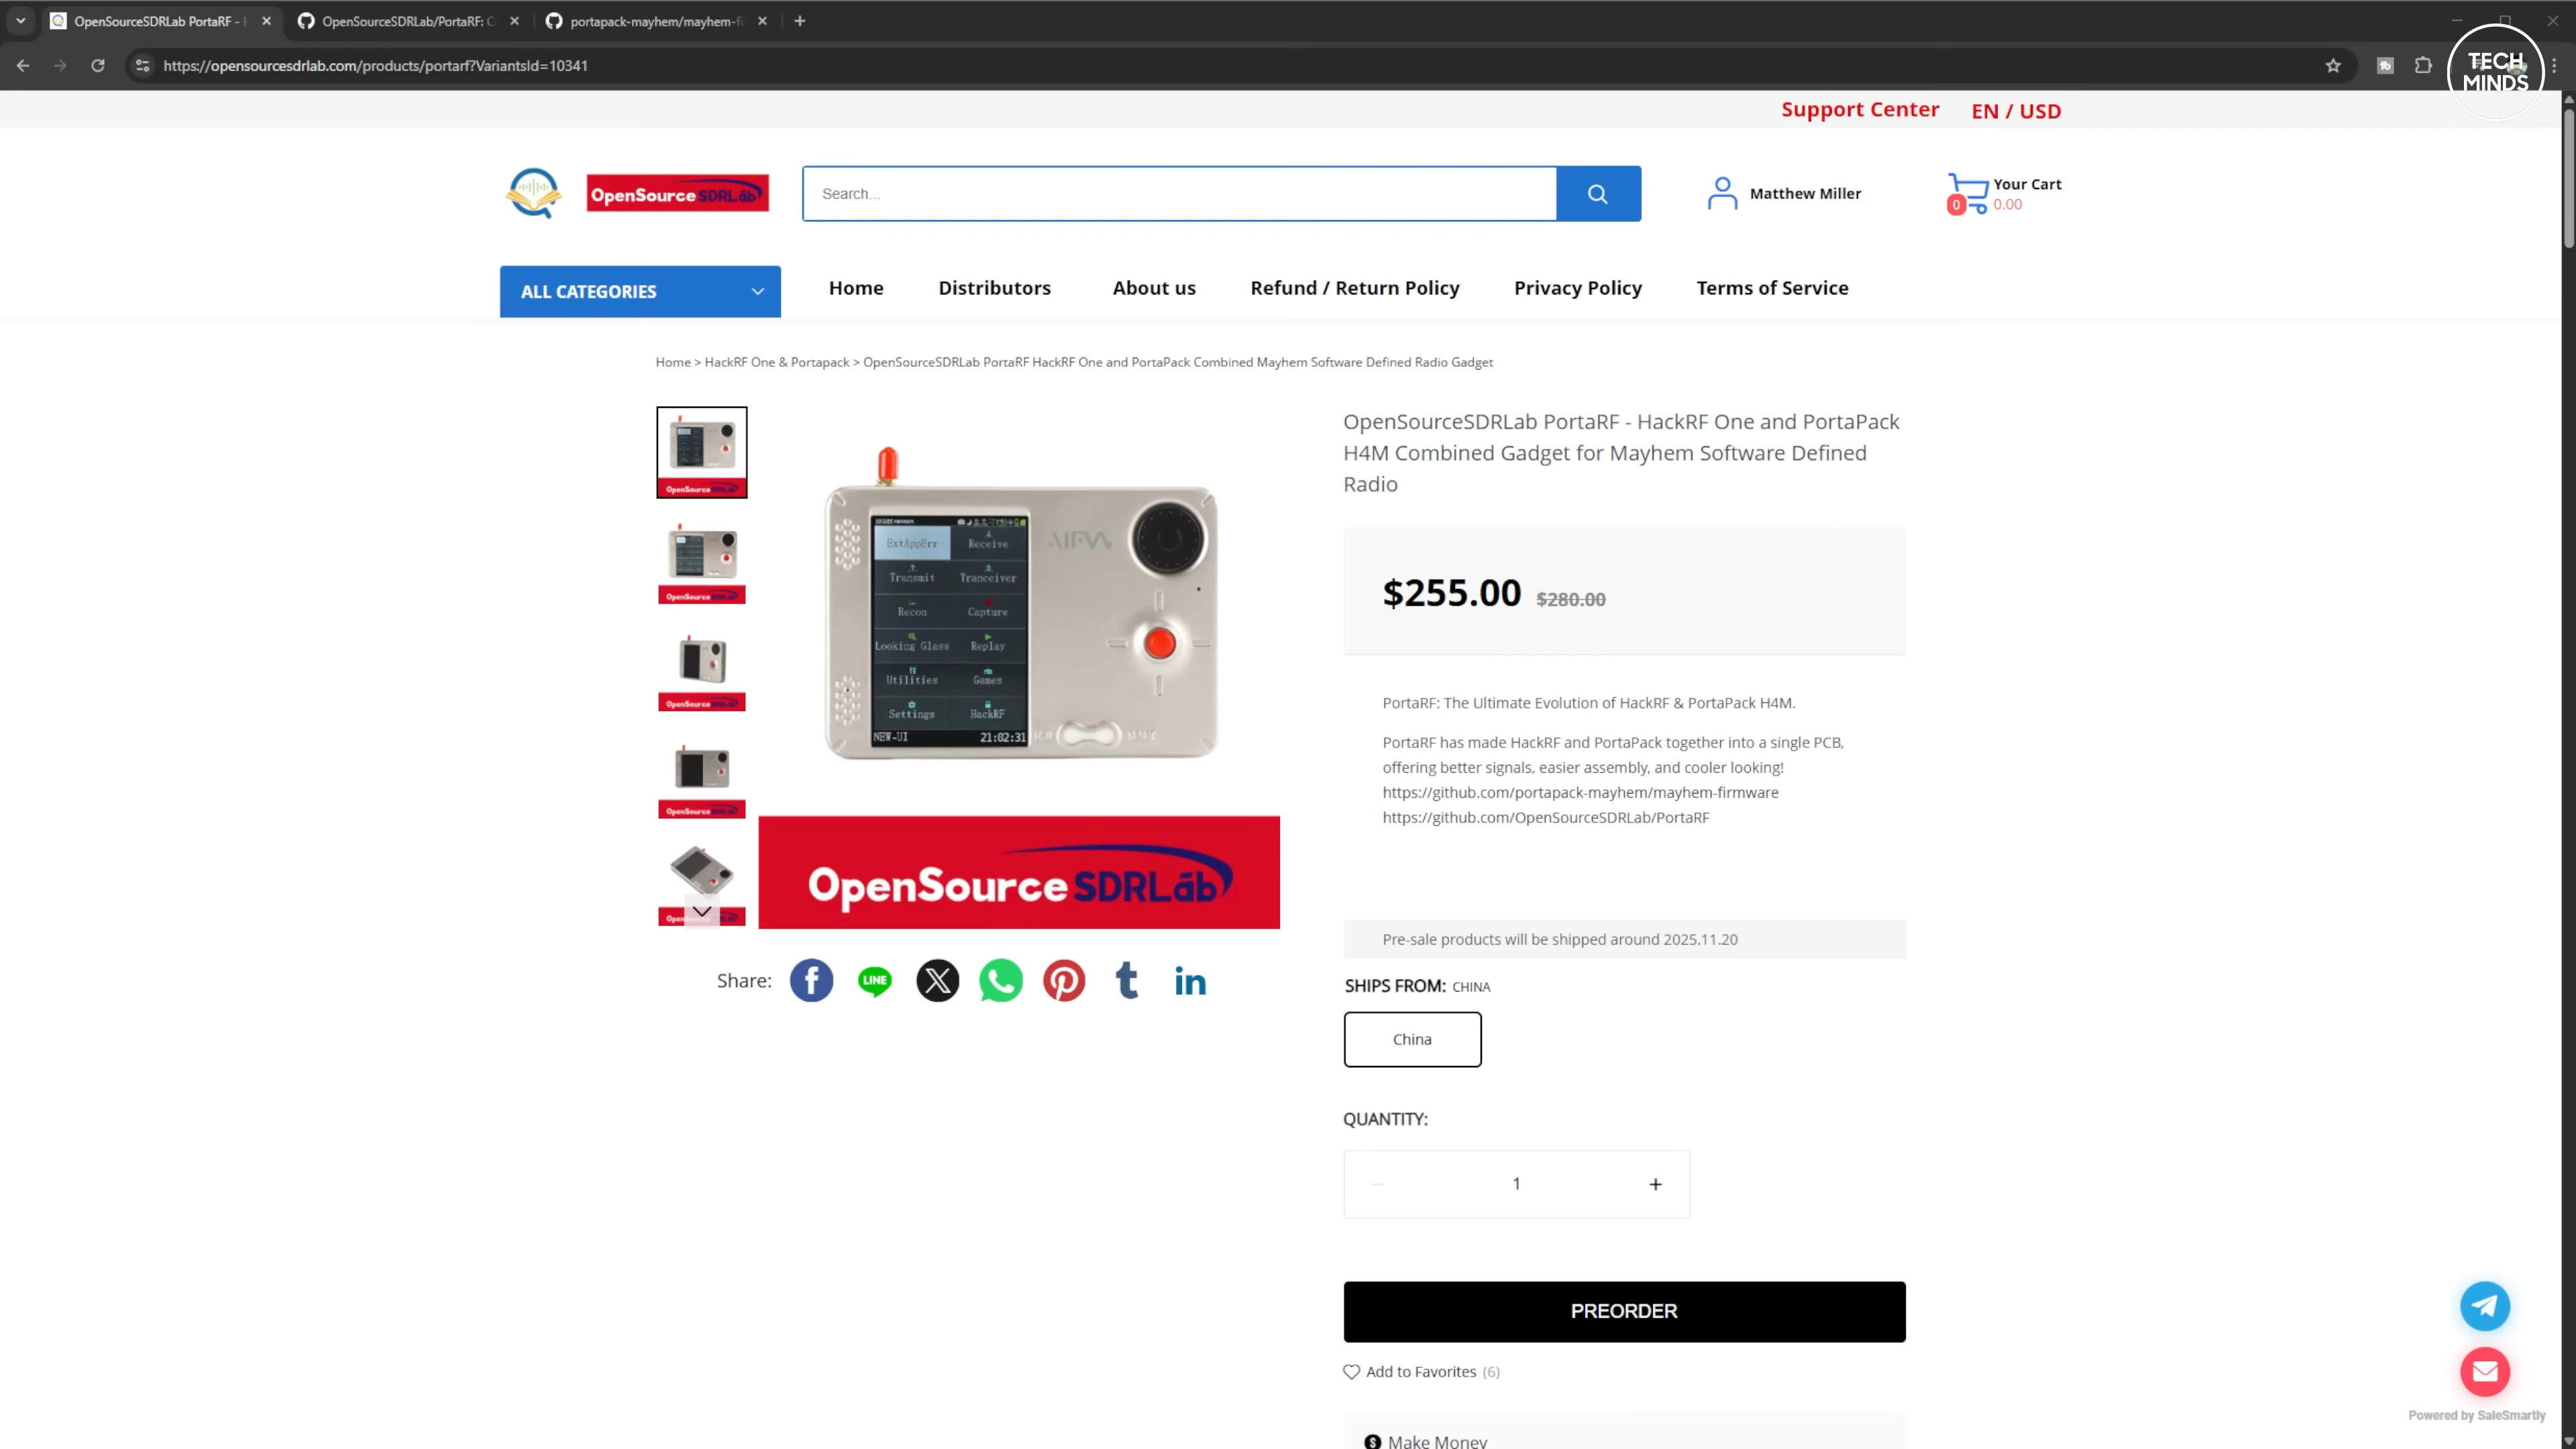 OpenSourceSDRLab PortaRF -
OpenSourceSDRLab/PortaRF: C
portapack-mayhem/mayhem-fi
https://opensourcesdrlab.com/products/portarf?VariantsId=10341
TECH
MINDS
Support Center
EN / USD
OpenSource SDRLab
Search...
Matthew Miller
Your Cart
0
0.00
ALL CATEGORIES
Home
Distributors
About us
Refund / Return Policy
Privacy Policy
Terms of Service
Home > HackRF One & Portapack > OpenSourceSDRLab PortaRF HackRF One and PortaPack Combined Mayhem Software Defined Radio Gadget
OpenSourceSDRLab PortaRF - HackRF One and PortaPack
H4M Combined Gadget for Mayhem Software Defined
Radio
ExtAppErr Receive
Transmit Tranceiver
Recon Capture
Looking Glass Replay
Utilities Games
Settings HackRF
NEW-UI 21:02:31
OpenSource SDRLab
OpenSource
OpenSource
OpenSource
OpenSource
$255.00 $280.00
PortaRF: The Ultimate Evolution of HackRF & PortaPack H4M.
PortaRF has made HackRF and PortaPack together into a single PCB,
offering better signals, easier assembly, and cooler looking!
https://github.com/portapack-mayhem/mayhem-firmware
https://github.com/OpenSourceSDRLab/PortaRF
Pre-sale products will be shipped around 2025.11.20
Share:
LINE
SHIPS FROM: CHINA
China
QUANTITY:
1
PREORDER
Add to Favorites (6)
Make Money
Powered by SaleSmartly